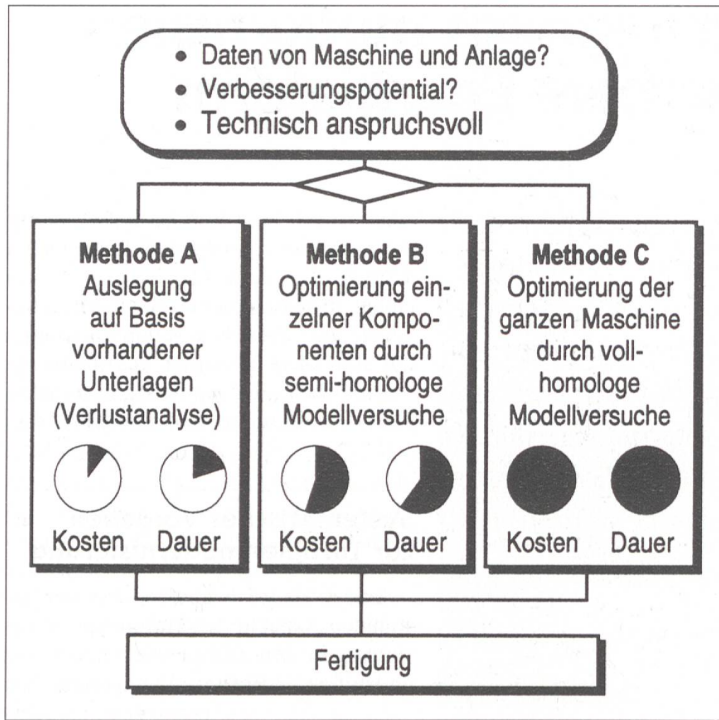 • Daten von Maschine und Anlage?
• Verbesserungspotential?
• Technisch anspruchsvoll
Methode A
Auslegung
auf Basis
vorhandener
Unterlagen
(Verlustanalyse)
Kosten Dauer
Methode B
Optimierung ein-
zelner Kompo-
nenten durch
semi-homologe
Modellversuche
Kosten Dauer
Methode C
Optimierung der
ganzen Maschine
durch voll-
homologe
Modellversuche
Kosten Dauer
Fertigung